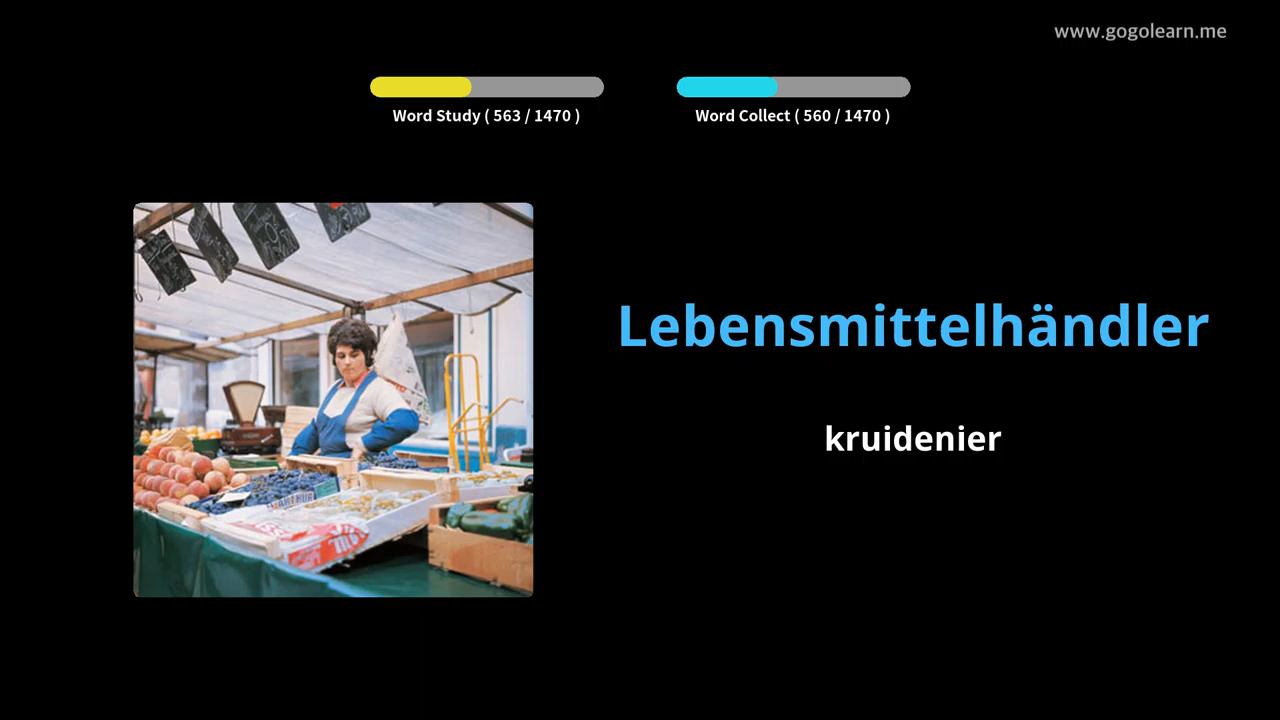 www.gogolearn.me
Word Study ( 563 / 1470 )
Word Collect ( 560 / 1470 )
Lebensmittelhändler
kruidenier